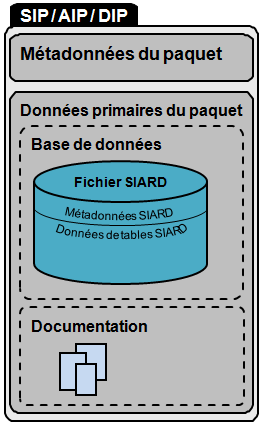 SIP / AIP / DIP
Métadonnées du paquet
Données primaires du paquet
Base de données
Fichier SIARD
Métadonnées SIARD
Données de tables SIARD
Documentation